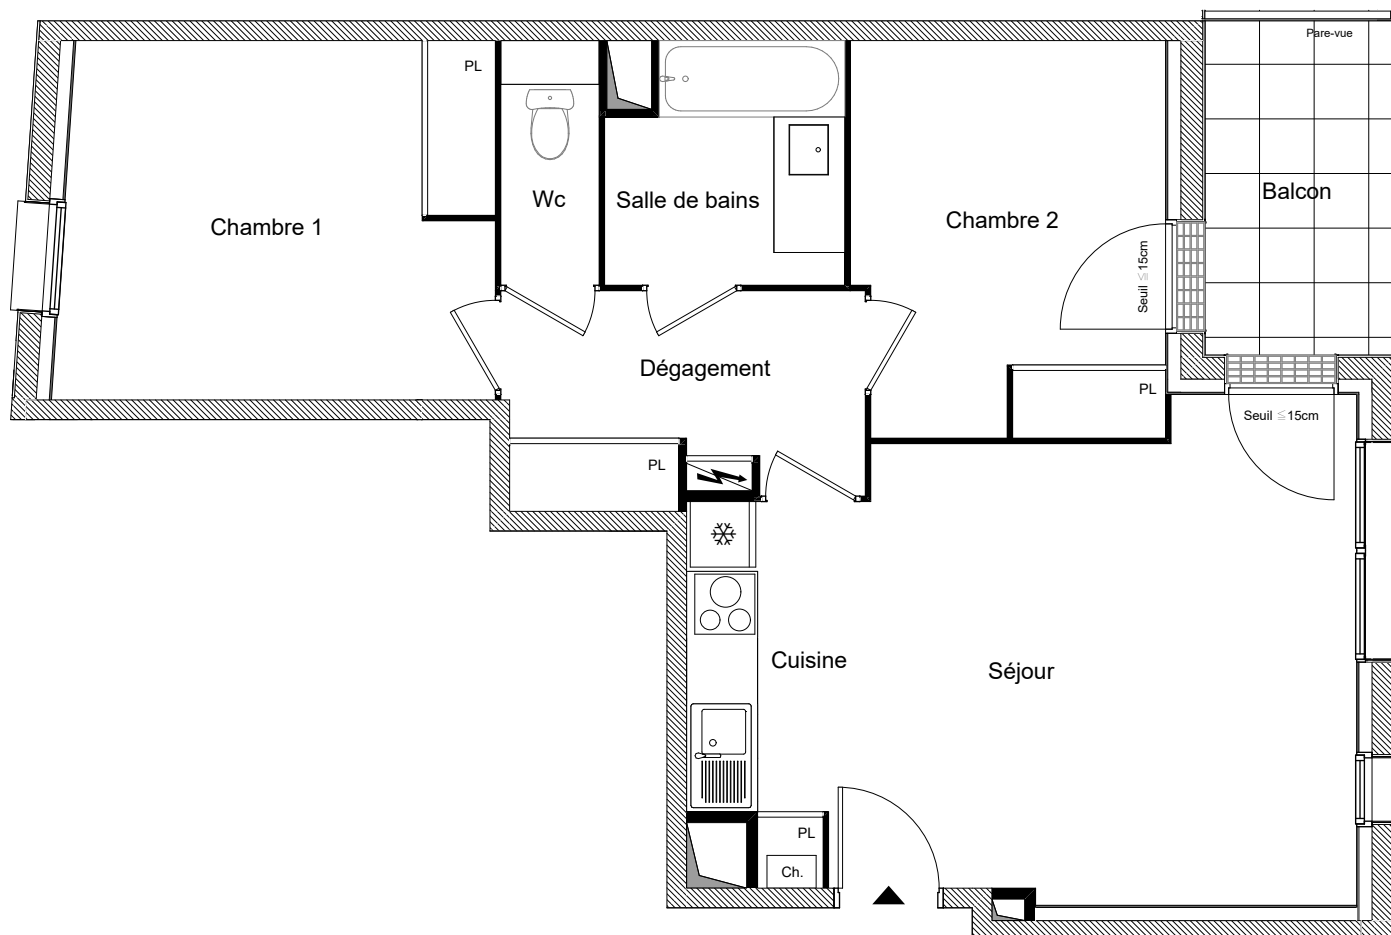 Pare-vue
PL
Wc
Salle de bains
Balcon
Chambre 1
Chambre 2
Seuil ≦15cm
Dégagement
PL
Seuil ≦15cm
PL
Cuisine
Séjour
PL
Ch.